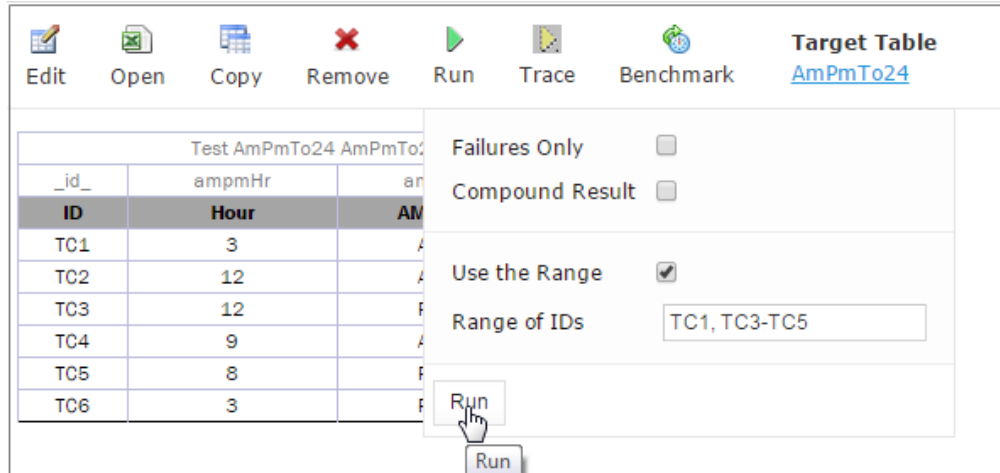 Edit Open Copy Remove Run Trace Benchmark Target Table
AmPmTo24
Test AmPmTo24
_id_ ampmHr
ID Hour
TC1 3
TC2 12
TC3 12
TC4 9
TC5 8
TC6 3
Failures Only
Compound Result
Use the Range
Range of IDs TC1, TC3-TC5
Run
Run